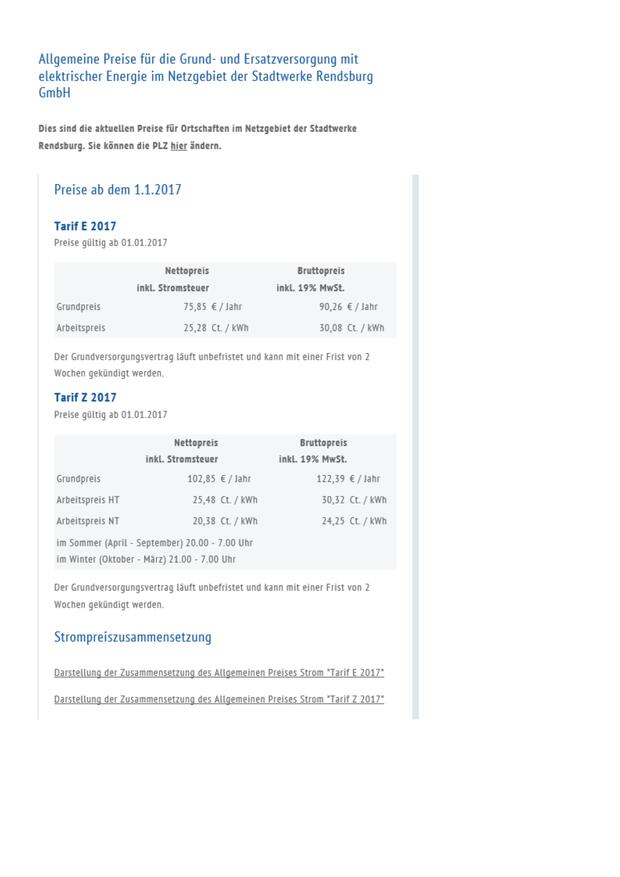 Allgemeine Preise für die Grund- und Ersatzversorgung mit
elektrischer Energie im Netzgebiet der Stadtwerke Rendsburg
GmbH
Dies sind die aktuellen Preise für Ortschaften im Netzgebiet der Stadtwerke
Rendsburg. Sie können die PLZ hier ändern.
Preise ab dem 1.1.2017
Tarif E 2017
Preise gültig ab 01.01.2017
Nettopreis Bruttopreis
inkl. Stromsteuer inkl. 19% MwSt.
Grundpreis 75,85 € / Jahr 90,26 € / Jahr
Arbeitspreis 25,28 Ct. / kWh 30,08 Ct. / kWh
Der Grundversorgungsvertrag läuft unbefristet und kann mit einer Frist von 2
Wochen gekündigt werden.
Tarif Z 2017
Preise gültig ab 01.01.2017
Nettopreis Bruttopreis
inkl. Stromsteuer inkl. 19% MwSt.
Grundpreis 102,85 € / Jahr 122,39 € / Jahr
Arbeitspreis HT 25,48 Ct. / kWh 30,32 Ct. / kWh
Arbeitspreis NT 20,38 Ct. / kWh 24,25 Ct. / kWh
im Sommer (April - September) 20.00 - 7.00 Uhr
im Winter (Oktober - März) 21.00 - 7.00 Uhr
Der Grundversorgungsvertrag läuft unbefristet und kann mit einer Frist von 2
Wochen gekündigt werden.
Strompreiszusammensetzung
Darstellung der Zusammensetzung des Allgemeinen Preises Strom "Tarif E 2017"
Darstellung der Zusammensetzung des Allgemeinen Preises Strom "Tarif Z 2017"